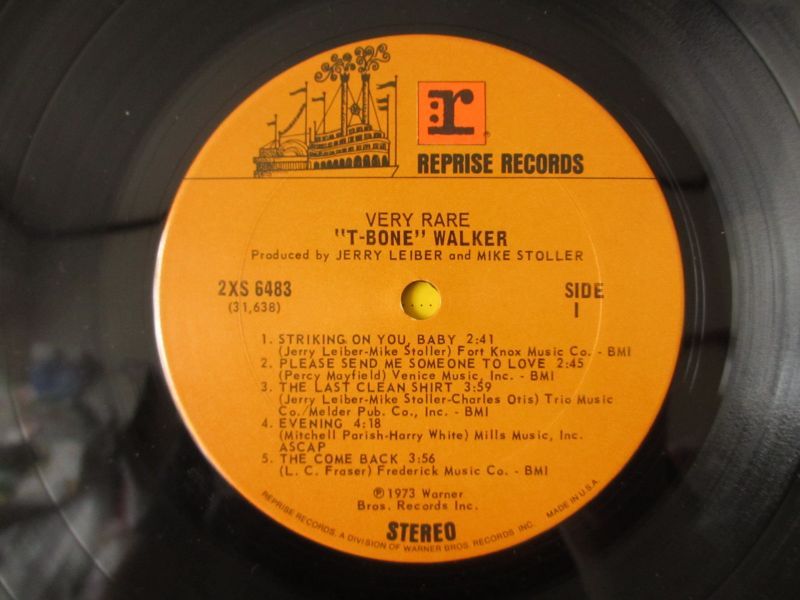 r
REPRISE RECORDS
VERY RARE
"T-BONE" WALKER
Produced by JERRY LEIBER and MIKE STOLLER
2XS 6483
(31,638)
SIDE
1
1. STRIKING ON YOU, BABY 2:41
(Jerry Leiber-Mike Stoller) Fort Knox Music Co. - BMI
2. PLEASE SEND ME SOMEONE TO LOVE 2:45
(Percy Mayfield) Venice Music, Inc. - BMI
3. THE LAST CLEAN SHIRT 3:59
(Jerry Leiber-Mike Stoller-Charles Otis) Trio Music
Co./Melder Pub. Co., Inc. - BMI
4. EVENING 4:18
(Mitchell Parish-Harry White) Mills Music, Inc.
ASCAP
5. THE COME BACK 3:56
(L. C. Fraser) Frederick Music Co. - BMI
℗1973 Warner
Bros. Records Inc.
STEREO
REPRISE RECORDS, A DIVISION OF WARNER BROS. RECORDS INC. MADE IN U.S.A.